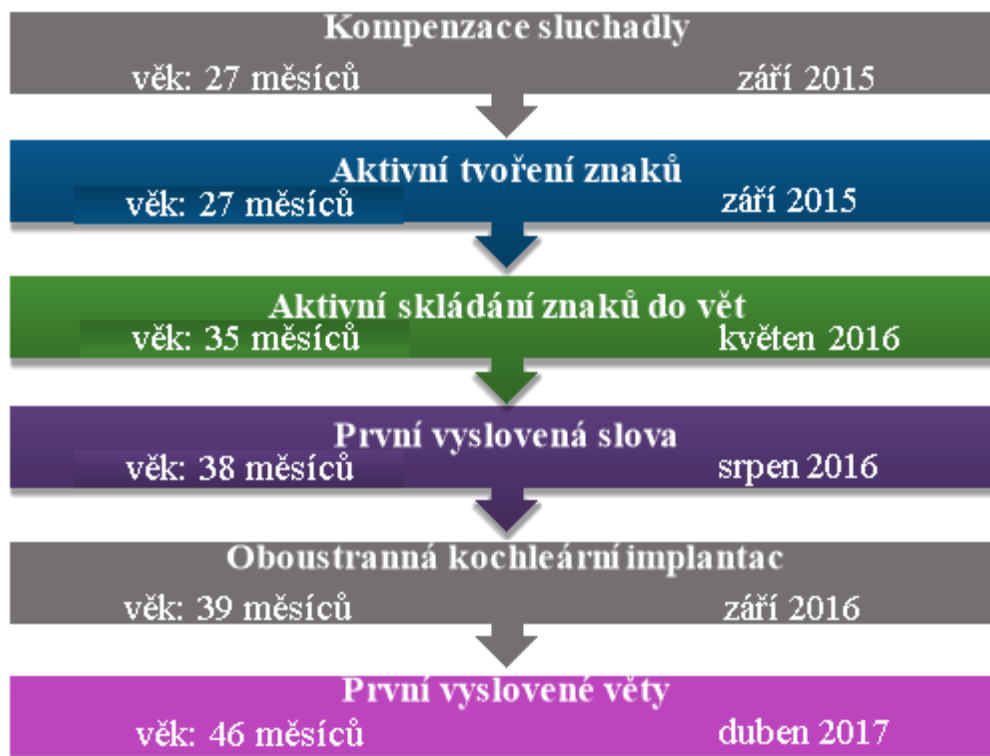 Kompenzace sluchadly
věk: 27 měsíců září 2015
Aktivní tvoření znaků
věk: 27 měsíců září 2015
Aktivní skládání znaků do vět
věk: 35 měsíců květen 2016
První vyslovená slova
věk: 38 měsíců srpen 2016
Oboustranná kochleární implantac
věk: 39 měsíců září 2016
První vyslovené věty
věk: 46 měsíců duben 2017